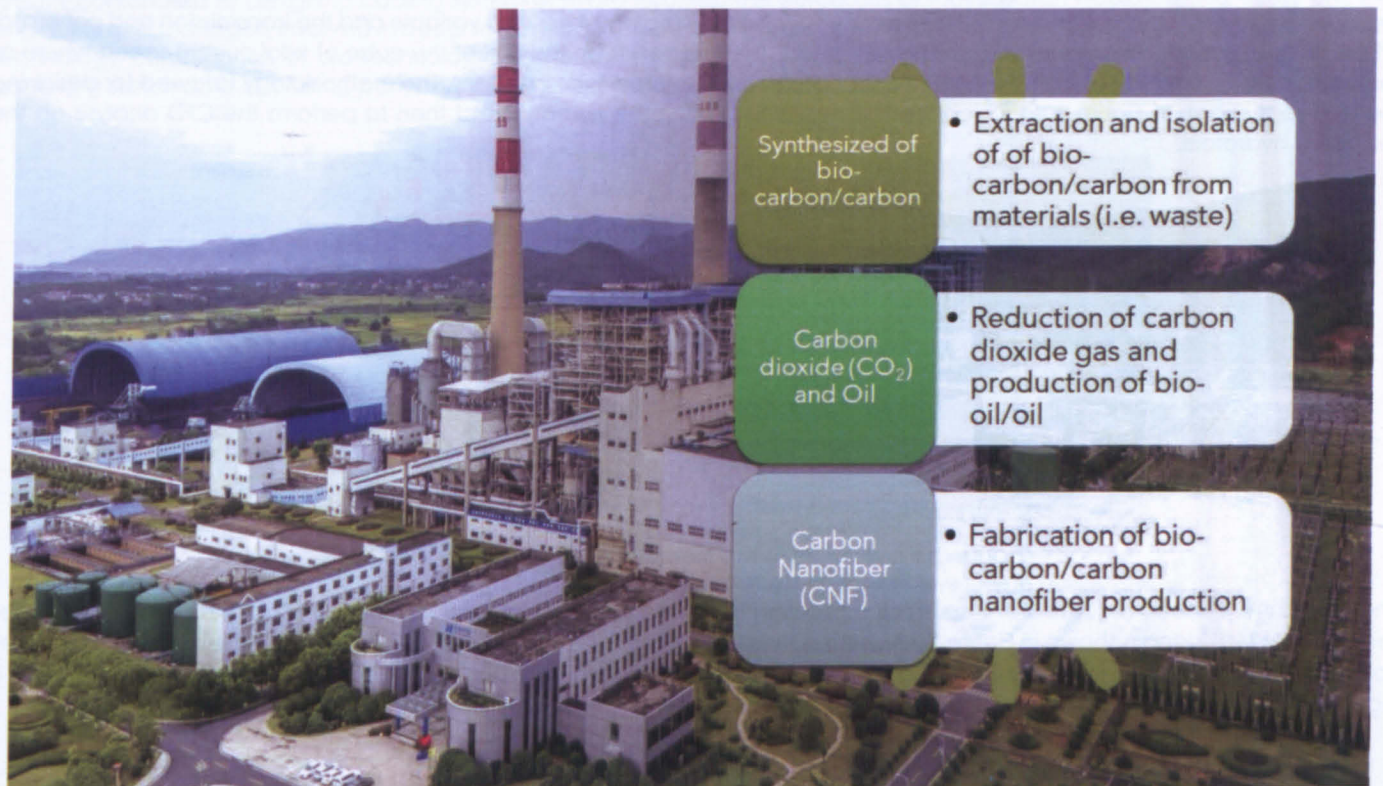 Synthesized of
bio-
carbon/carbon
• Extraction and isolation
of of bio-
carbon/carbon from
materials (i.e. waste)
Carbon
dioxide (CO₂)
and Oil
• Reduction of carbon
dioxide gas and
production of bio-
oil/oil
Carbon
Nanofiber
(CNF)
• Fabrication of bio-
carbon/carbon
nanofiber production